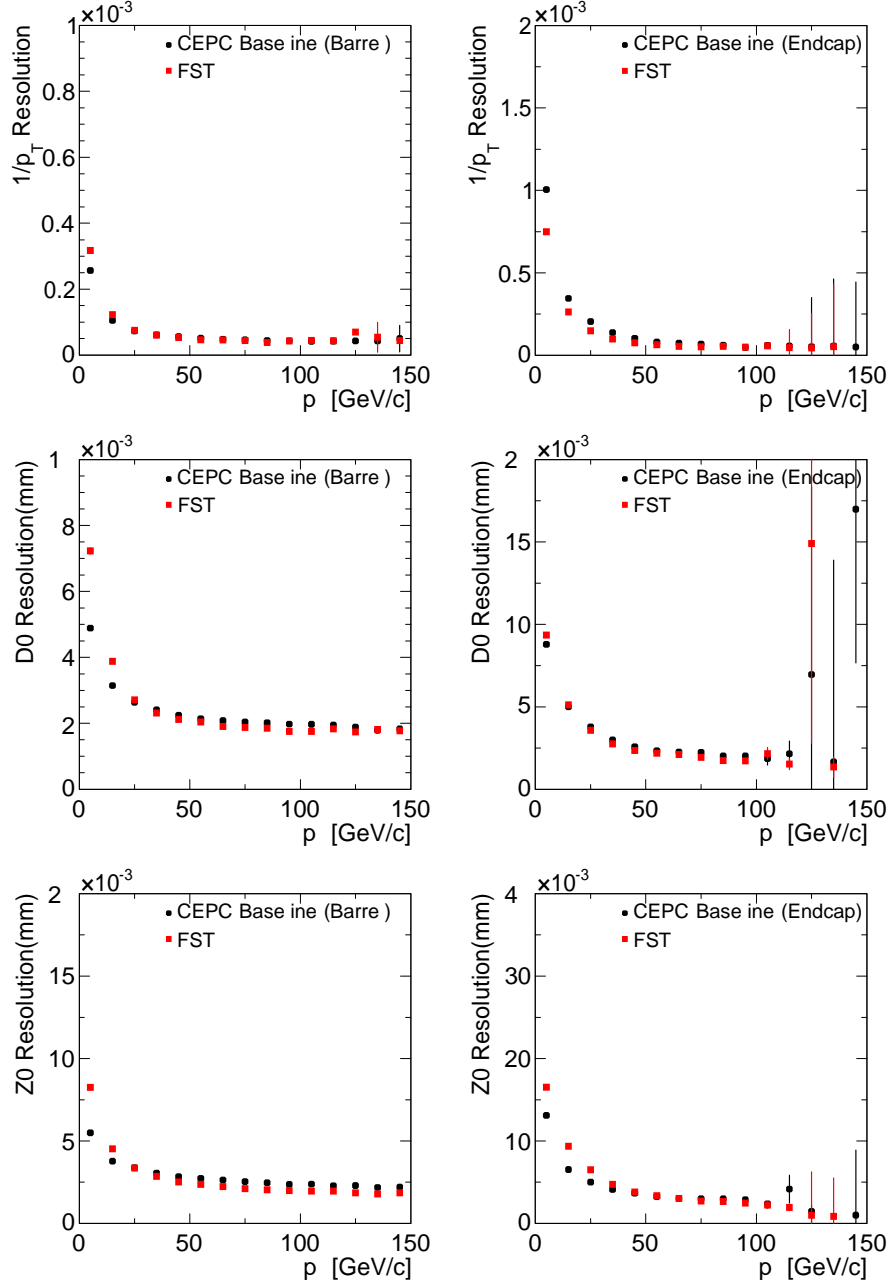 ×10-3
1
0.8
0.6
0.4
0.2
0
1/pT Resolution
CEPC Base ine (Barre )
FST
0 50 100 150
p [GeV/c]
×10-3
2
1.5
1
0.5
0
1/pT Resolution
CEPC Base ine (Endcap)
FST
0 50 100 150
p [GeV/c]
×10-3
1
8
6
4
2
0
D0 Resolution(mm)
CEPC Base ine (Barre )
FST
0 50 100 150
p [GeV/c]
×10-3
2
15
10
5
0
D0 Resolution(mm)
CEPC Base ine (Endcap)
FST
0 50 100 150
p [GeV/c]
×10-3
2
15
10
5
0
Z0 Resolution(mm)
CEPC Base ine (Barre )
FST
0 50 100 150
p [GeV/c]
×10-3
4
30
20
10
0
Z0 Resolution(mm)
CEPC Base ine (Endcap)
FST
0 50 100 150
p [GeV/c]